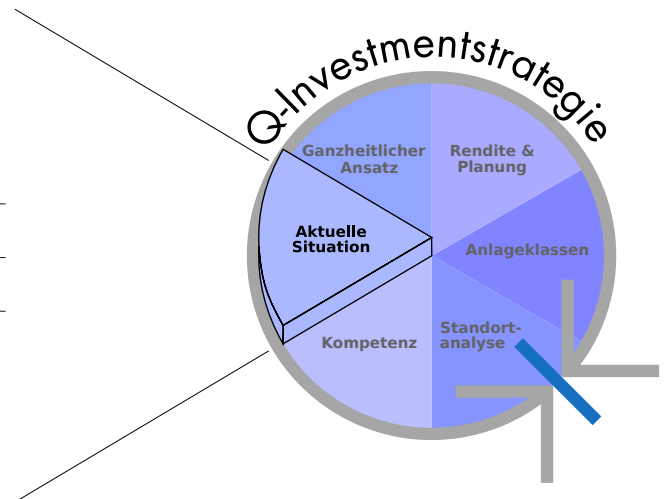 Q-Investmentstrategie
Ganzheitlicher
Ansatz
Rendite &
Planung
Aktuelle
Situation
Anlageklassen
Kompetenz
Standort-
analyse